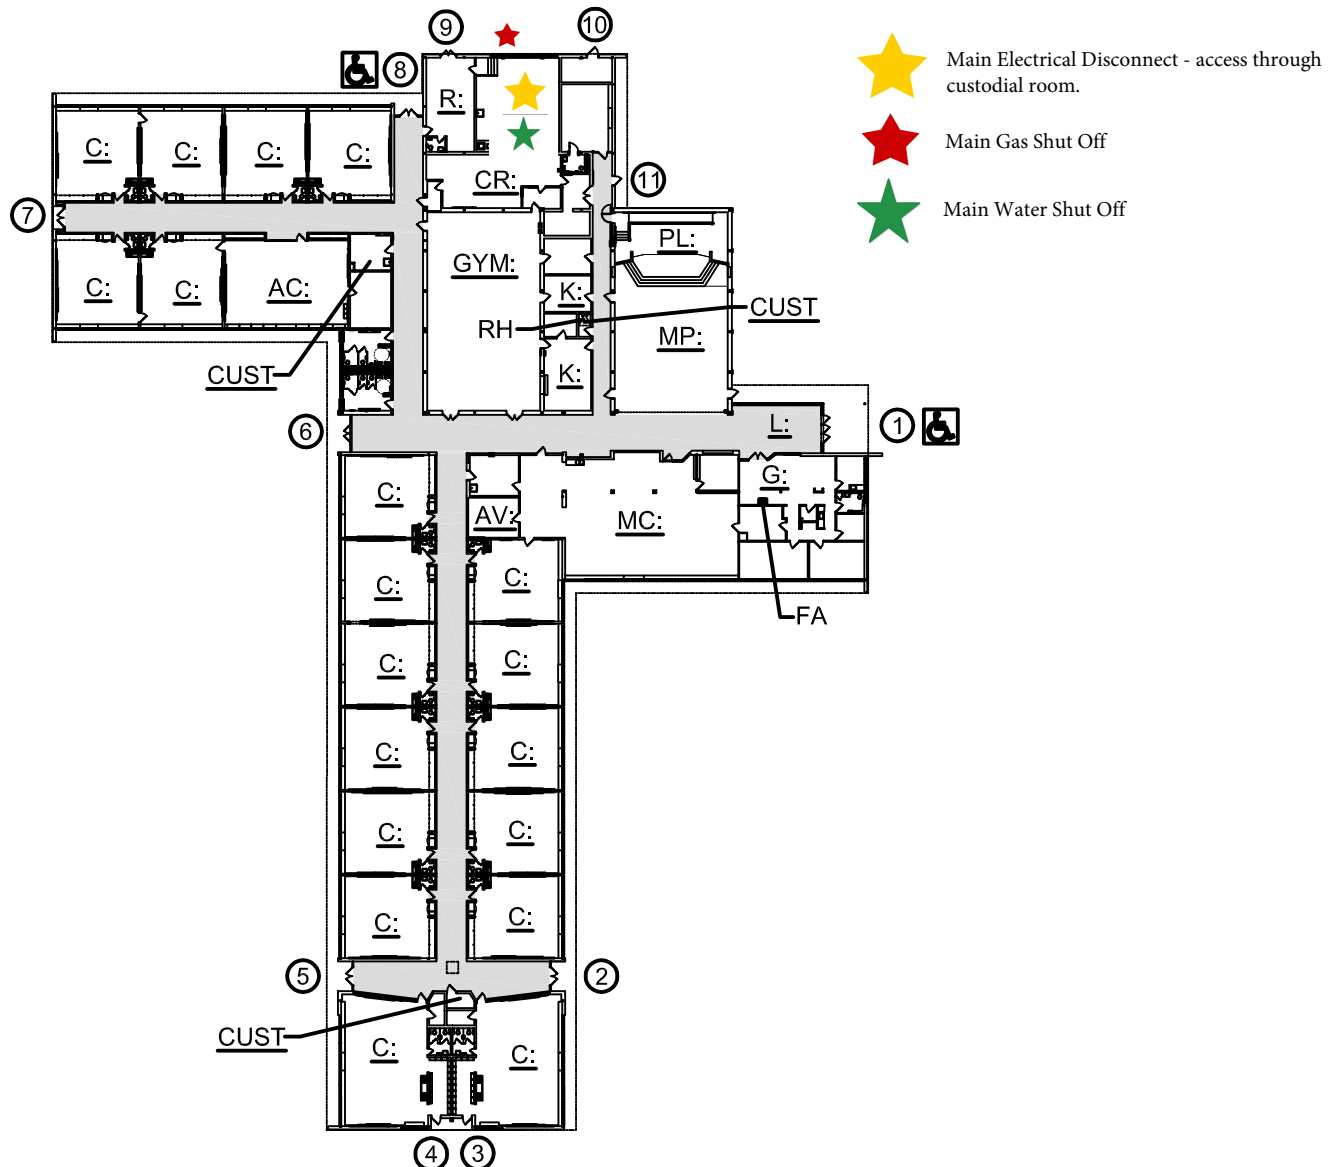 9
10
8
Main Electrical Disconnect - access through
custodial room.
R:
Main Gas Shut Off
C:
C:
C:
C:
CR:
11
Main Water Shut Off
7
PL:
GYM:
C:
C:
AC:
K:
CUST
RH
MP:
CUST
K:
6
L:
1
C:
G:
AV:
MC:
C:
C:
FA
C:
C:
C:
C:
C:
C:
C:
C:
5
2
CUST
C:
C:
4
3